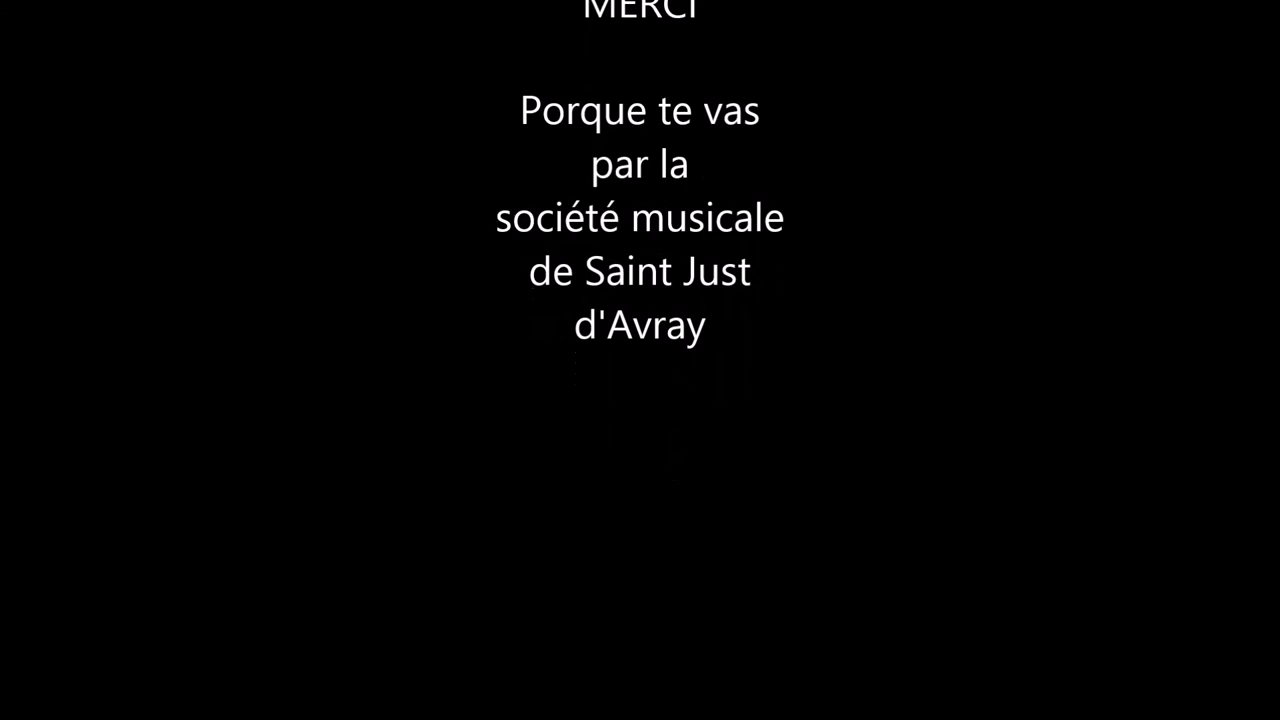 MERCI
Porque te vas
par la
société musicale
de Saint Just
d'Avray